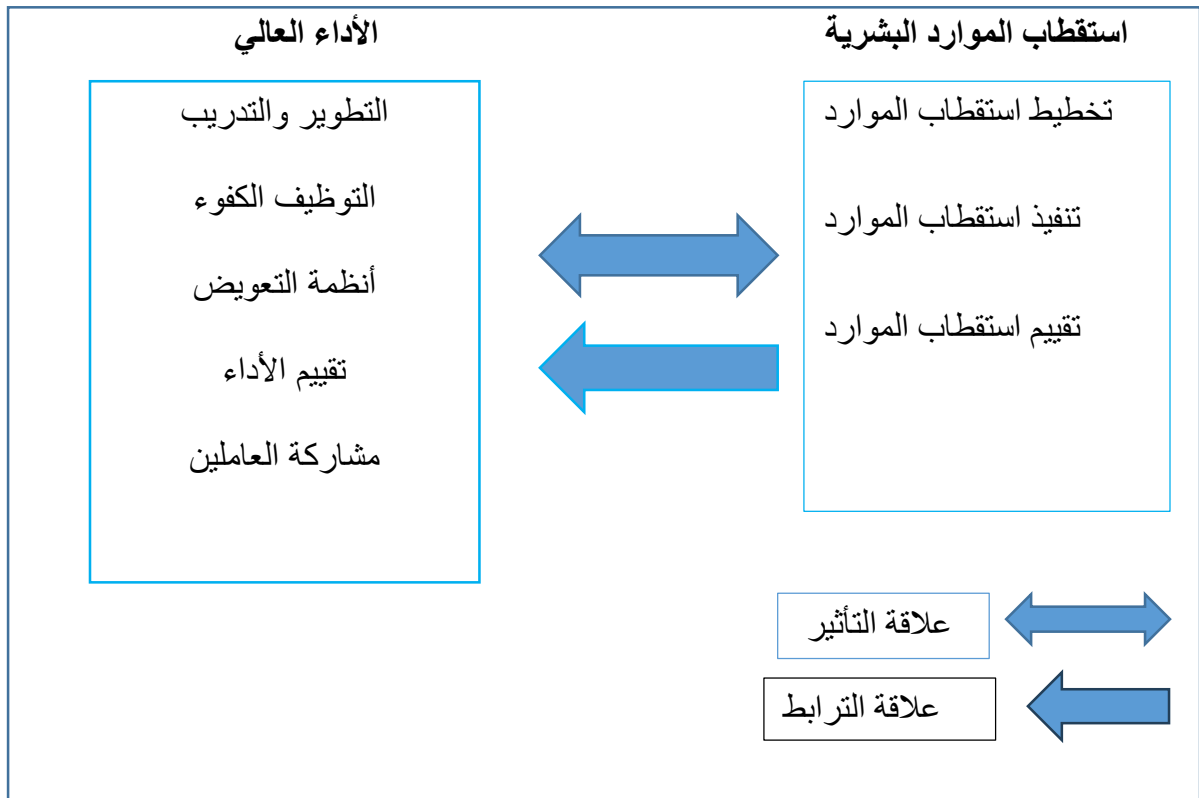 استقطاب الموارد البشرية
تخطيط استقطاب الموارد
تنفيذ استقطاب الموارد
تقييم استقطاب الموارد
الأداء العالي
التطوير والتدريب
التوظيف الكفوء
أنظمة التعويض
تقييم الأداء
مشاركة العاملين
علاقة التأثير
علاقة الترابط